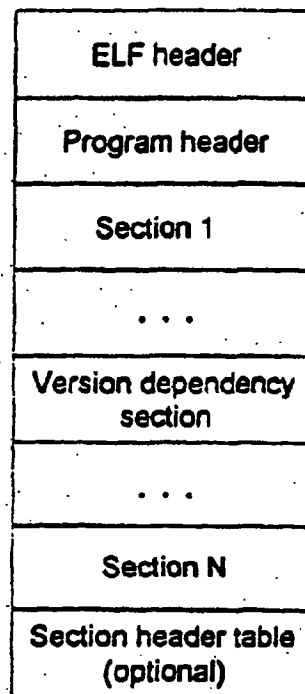 ELF header
Program header
Section 1
...
Version dependency
section
...
Section N
Section header table
(optional)